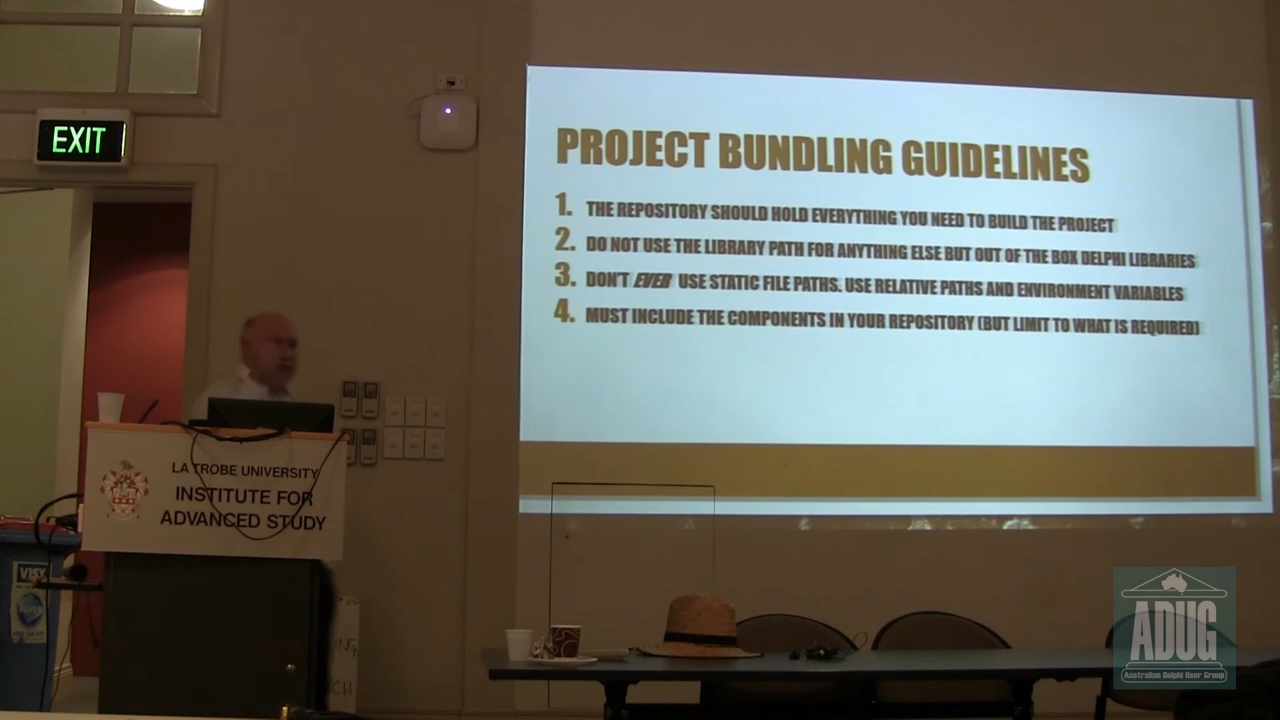 EXIT
PROJECT BUNDLING GUIDELINES
1. THE REPOSITORY SHOULD HOLD EVERYTHING YOU NEED TO BUILD THE PROJECT
2. DO NOT USE THE LIBRARY PATH FOR ANYTHING ELSE BUT OUT OF THE BOX DELPHI LIBRARIES
3. DON'T EVER USE STATIC FILE PATHS. USE RELATIVE PATHS AND ENVIRONMENT VARIABLES
4. MUST INCLUDE THE COMPONENTS IN YOUR REPOSITORY (BUT LIMIT TO WHAT IS REQUIRED)
LA TROBE UNIVERSITY
INSTITUTE FOR
ADVANCED STUDY
VISY
ADUG
Australian Delphi User Group